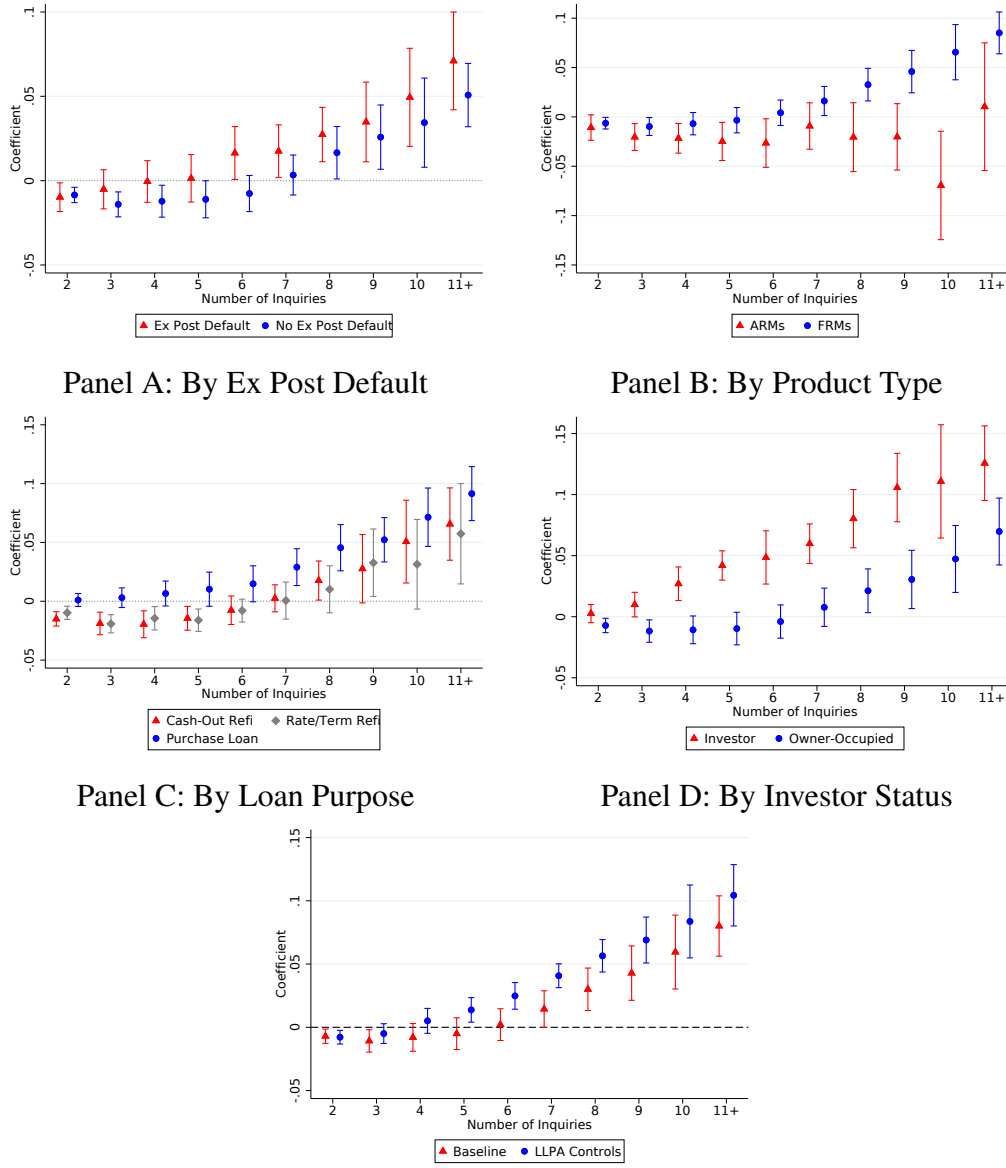 .1
.05
0
-.05
Coefficient
2 3 4 5 6 7 8 9 10 11+
Number of Inquiries
Ex Post Default No Ex Post Default
Panel A: By Ex Post Default
.1
.05
0
-.05
-.1
-.15
Coefficient
2 3 4 5 6 7 8 9 10 11+
Number of Inquiries
ARMs FRMs
Panel B: By Product Type
.15
.1
.05
0
-.05
Coefficient
2 3 4 5 6 7 8 9 10 11+
Number of Inquiries
Cash-Out Refi Rate/Term Refi
Purchase Loan
Panel C: By Loan Purpose
.15
.1
.05
0
-.05
Coefficient
2 3 4 5 6 7 8 9 10 11+
Number of Inquiries
Investor Owner-Occupied
Panel D: By Investor Status
.15
.1
.05
0
-.05
Coefficient
2 3 4 5 6 7 8 9 10 11+
Number of Inquiries
Baseline LLPA Controls